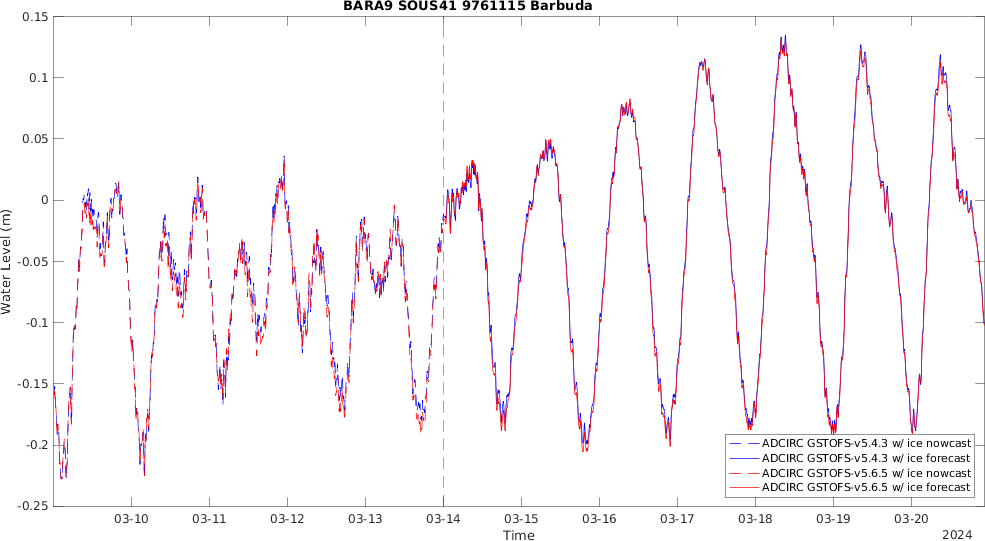 BARA9 SOUS41 9761115 Barbuda
0.15
0.1
0.05
0
-0.05
-0.1
-0.15
-0.2
-0.25
Water Level (m)
ADCIRC GSTOFS-v5.4.3 w/ ice nowcast
ADCIRC GSTOFS-v5.4.3 w/ ice forecast
ADCIRC GSTOFS-v5.6.5 w/ ice nowcast
ADCIRC GSTOFS-v5.6.5 w/ ice forecast
03-10 03-11 03-12 03-13 03-14 03-15 03-16 03-17 03-18 03-19 03-20
Time
2024